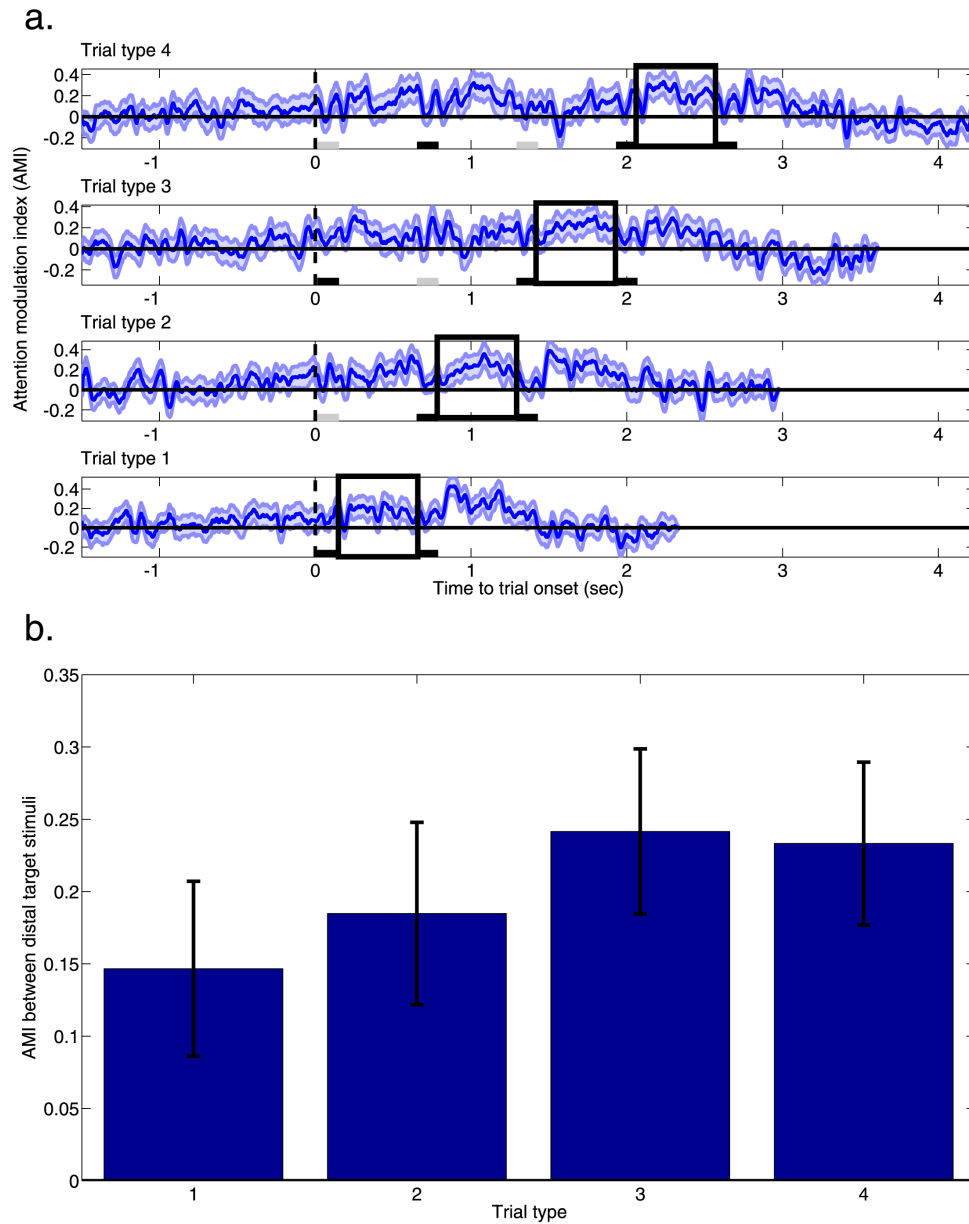 a.
Trial type 4
0.4
0.2
0
-0.2
-1 0 1 2 3 4
Trial type 3
0.4
0.2
0
-0.2
-1 0 1 2 3 4
Trial type 2
0.4
0.2
0
-0.2
-1 0 1 2 3 4
Trial type 1
0.4
0.2
0
-0.2
-1 0 1 2 3 4
Attention modulation index (AMI)
Time to trial onset (sec)
b.
0.35
0.3
0.25
0.2
0.15
0.1
0.05
0
AMI between distal target stimuli
1 2 3 4
Trial type